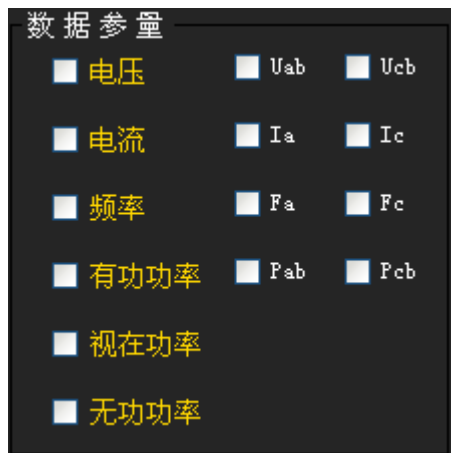 数据参量
电压 Uab Ucb
电流 Ia Ic
频率 Fa Fc
有功功率 Pab Pcb
视在功率
无功功率